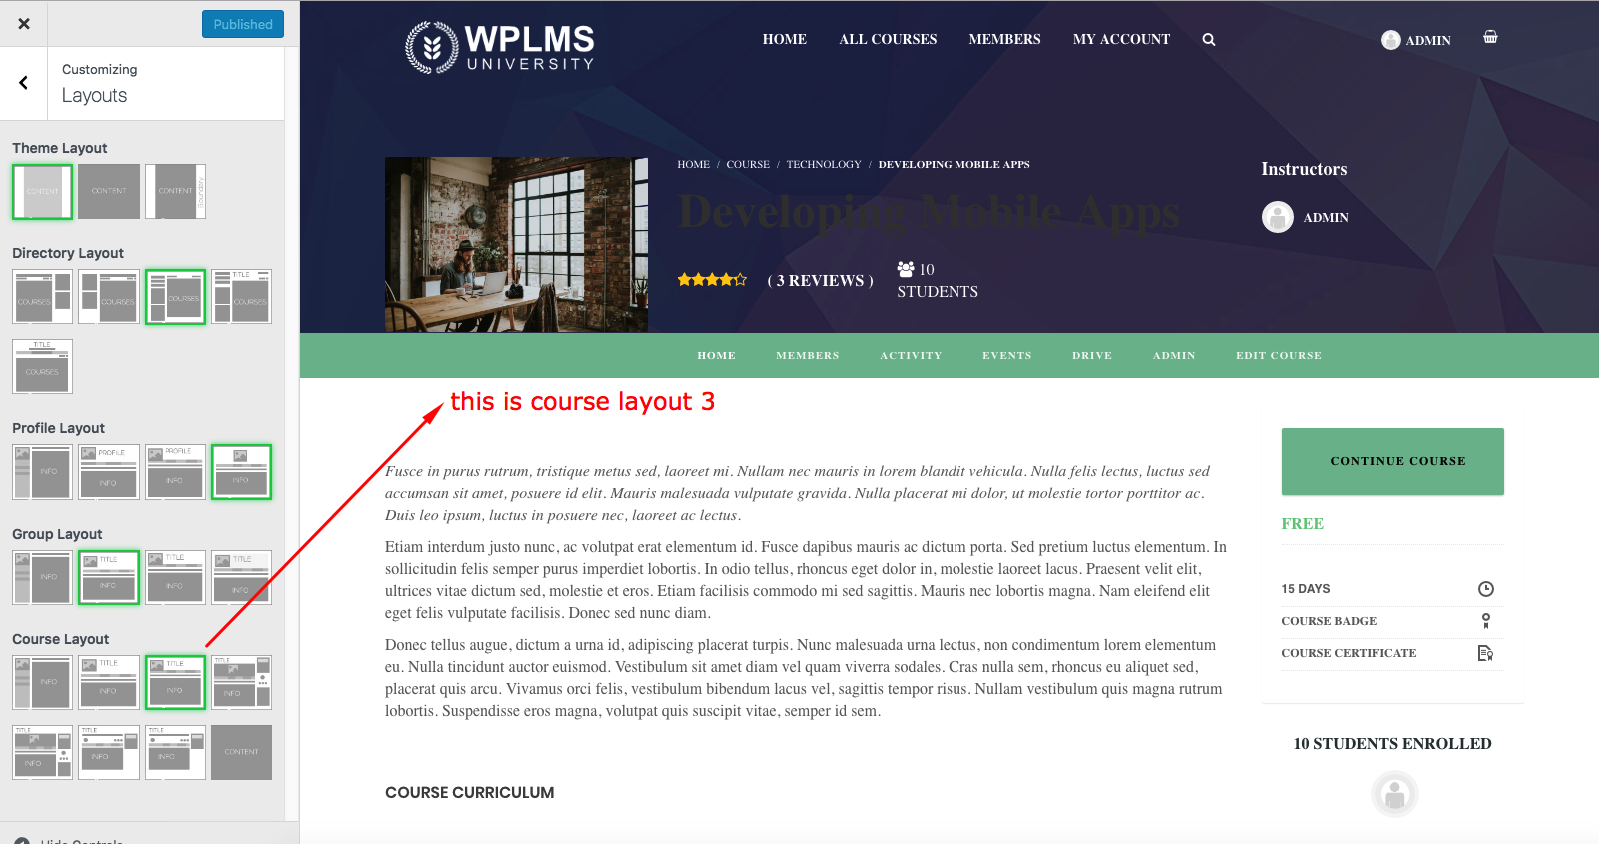 Published
Customizing
Layouts
Theme Layout
CONTENT
CONTENT
CONTENT
Boundary
Directory Layout
COURSES
COURSES
COURSES
TITLE
COURSES
TITLE
COURSES
Profile Layout
INFO
PROFILE
INFO
PROFILE
INFO
INFO
Group Layout
INFO
TITLE
INFO
TITLE
INFO
TITLE
INFO
Course Layout
INFO
TITLE
INFO
TITLE
INFO
TITLE
INFO
TITLE
INFO
TITLE
INFO
TITLE
INFO
CONTENT
Hide Controls
WPLMS
UNIVERSITY
HOME ALL COURSES MEMBERS MY ACCOUNT
ADMIN
HOME / COURSE / TECHNOLOGY / DEVELOPING MOBILE APPS
Developing Mobile Apps
( 3 REVIEWS )
10
STUDENTS
Instructors
ADMIN
HOME MEMBERS ACTIVITY EVENTS DRIVE ADMIN EDIT COURSE
this is course layout 3
Fusce in purus rutrum, tristique metus sed, laoreet mi. Nullam nec mauris in lorem blandit vehicula. Nulla felis lectus, luctus sed
accumsan sit amet, posuere id elit. Mauris malesuada vulputate gravida. Nulla placerat mi dolor, ut molestie tortor porttitor ac.
Duis leo ipsum, luctus in posuere nec, laoreet ac lectus.
Etiam interdum justo nunc, ac volutpat erat elementum id. Fusce dapibus mauris ac dictum porta. Sed pretium luctus elementum. In
sollicitudin felis semper purus imperdiet lobortis. In odio tellus, rhoncus eget dolor in, molestie laoreet lacus. Praesent velit elit,
ultrices vitae dictum sed, molestie et eros. Etiam facilisis commodo mi sed sagittis. Mauris nec lobortis magna. Nam eleifend elit
eget felis vulputate facilisis. Donec sed nunc diam.
Donec tellus augue, dictum a urna id, adipiscing placerat turpis. Nunc malesuada urna lectus, non condimentum lorem elementum
eu. Nulla tincidunt auctor euismod. Vestibulum sit amet diam vel quam viverra sodales. Cras nulla sem, rhoncus eu aliquet sed,
placerat quis arcu. Vivamus orci felis, vestibulum bibendum lacus vel, sagittis tempor risus. Nullam vestibulum quis magna rutrum
lobortis. Suspendisse eros magna, volutpat quis suscipit vitae, semper id sem.
COURSE CURRICULUM
CONTINUE COURSE
FREE
15 DAYS
COURSE BADGE
COURSE CERTIFICATE
10 STUDENTS ENROLLED